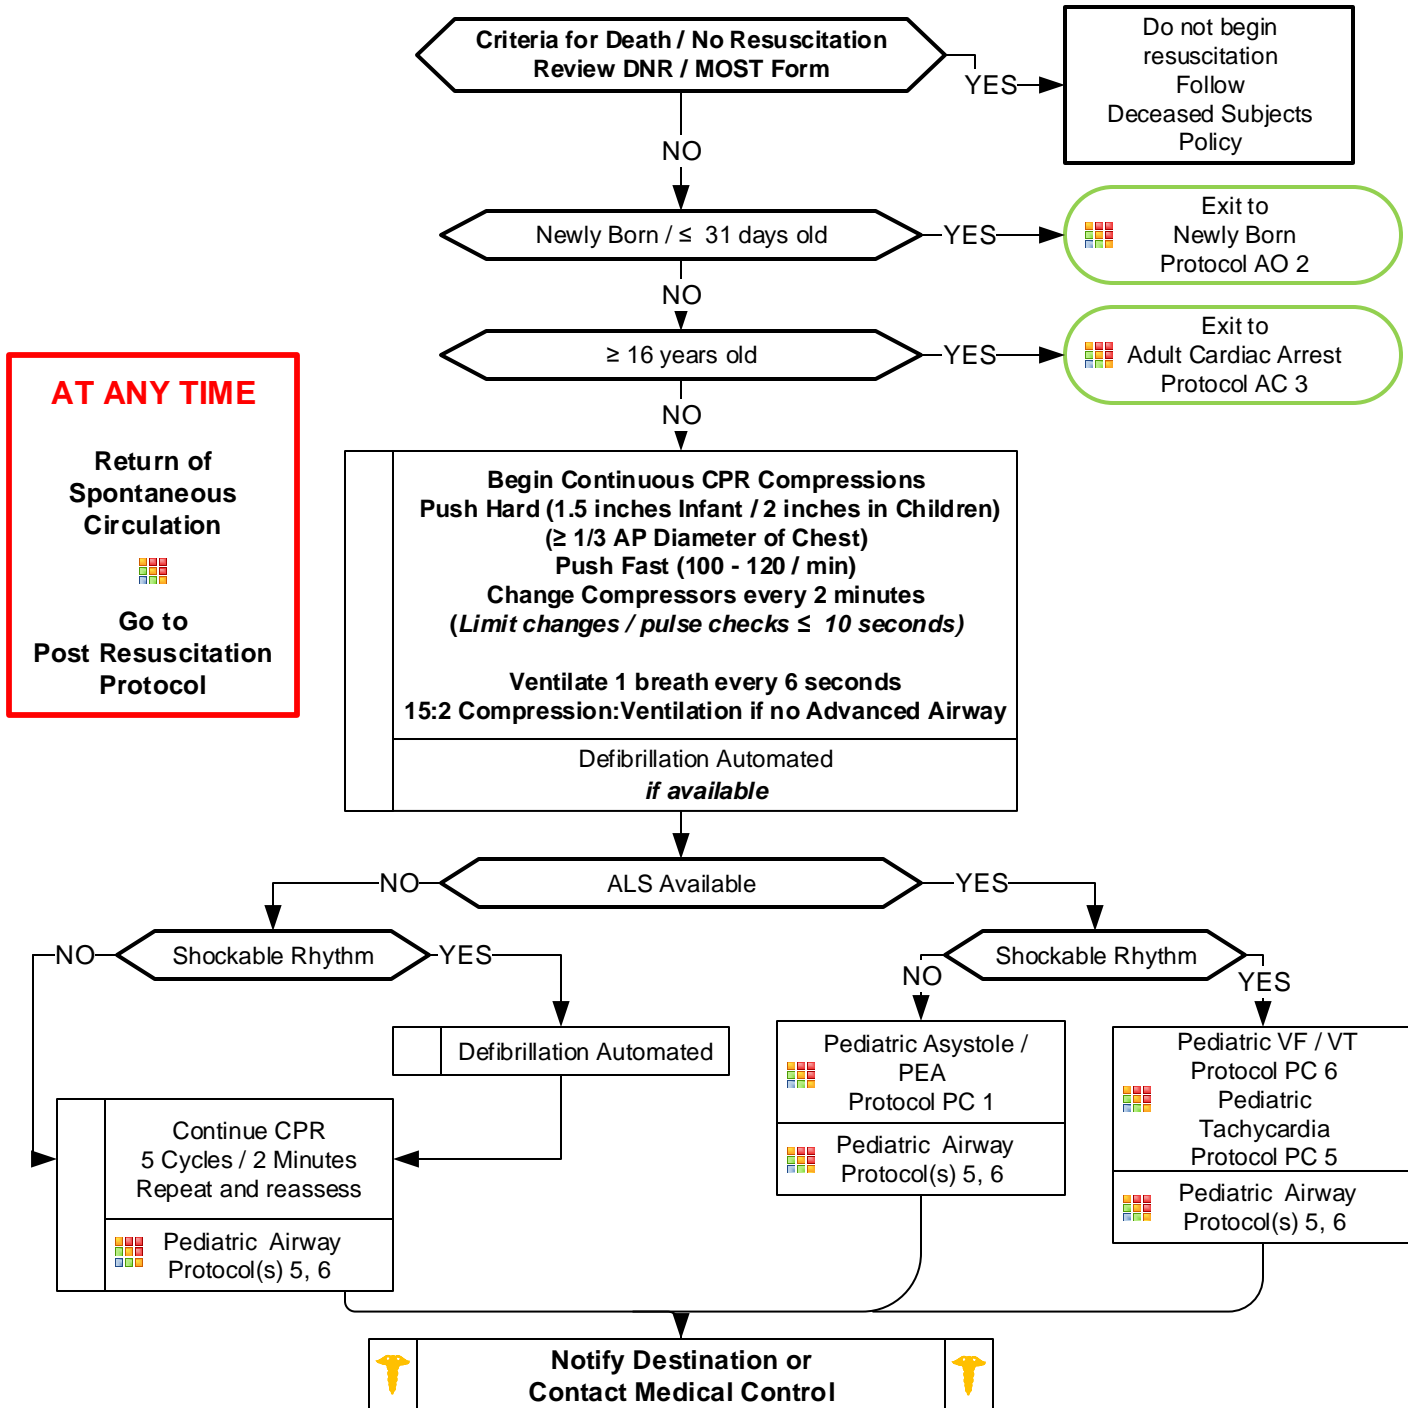 Criteria for Death / No Resuscitation
Review DNR / MOST Form
YES
Do not begin
resuscitation
Follow
Deceased Subjects
Policy
NO
Newly Born / ≤ 31 days old
YES
Exit to
Newly Born
Protocol AO 2
NO
≥ 16 years old
YES
Exit to
Adult Cardiac Arrest
Protocol AC 3
NO
AT ANY TIME
Return of
Spontaneous
Circulation
Go to
Post Resuscitation
Protocol
Begin Continuous CPR Compressions
Push Hard (1.5 inches Infant / 2 inches in Children)
(≥ 1/3 AP Diameter of Chest)
Push Fast (100 - 120 / min)
Change Compressors every 2 minutes
(Limit changes / pulse checks ≤ 10 seconds)
Ventilate 1 breath every 6 seconds
15:2 Compression:Ventilation if no Advanced Airway
Defibrillation Automated
if available
NO
ALS Available
YES
NO
Shockable Rhythm
YES
Defibrillation Automated
Continue CPR
5 Cycles / 2 Minutes
Repeat and reassess
Pediatric Airway
Protocol(s) 5, 6
Shockable Rhythm
NO
YES
Pediatric Asystole /
PEA
Protocol PC 1
Pediatric Airway
Protocol(s) 5, 6
Pediatric VF / VT
Protocol PC 6
Pediatric
Tachycardia
Protocol PC 5
Pediatric Airway
Protocol(s) 5, 6
Notify Destination or
Contact Medical Control